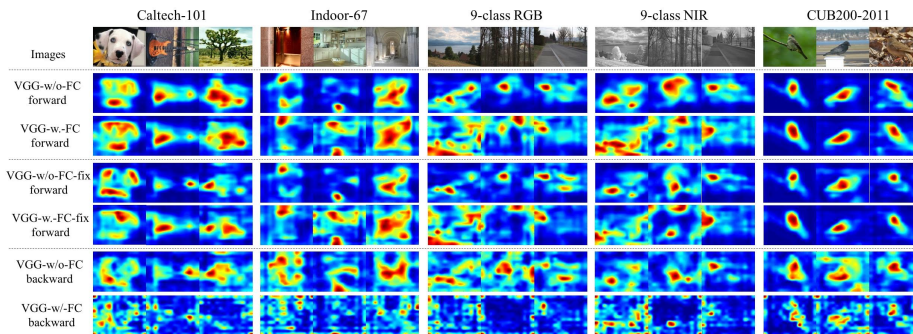 Caltech-101 Indoor-67 9-class RGB 9-class NIR CUB200-2011
Images
VGG-w/o-FC
forward
VGG-w.-FC
forward
VGG-w/o-FC-fix
forward
VGG-w.-FC-fix
forward
VGG-w/o-FC
backward
VGG-w/-FC
backward